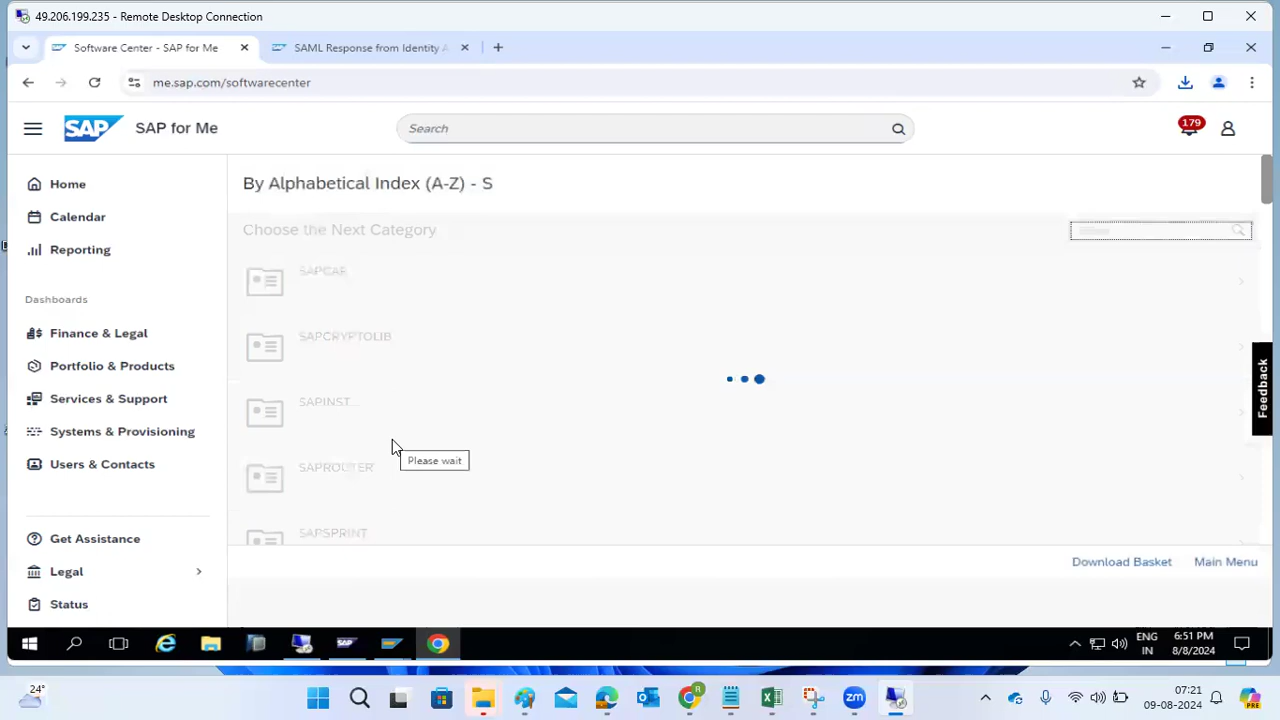 49.206.199.235 - Remote Desktop Connection
Software Center - SAP for Me
SAML Response from Identity A
me.sap.com/softwarecenter
SAP
SAP for Me
Search
179
Home
Calendar
Reporting
Dashboards
Finance & Legal
Portfolio & Products
Services & Support
Systems & Provisioning
Users & Contacts
Get Assistance
Legal
Status
By Alphabetical Index (A-Z) - S
Choose the Next Category
SAPCAR
SAPCRYPTOLIB
SAPINST...
SAPROUTER
SAPSPRINT
Please wait
Feedback
Download Basket
Main Menu
ENG
IN
6:51 PM
8/8/2024
24°
07:21
09-08-2024
zm
PRE